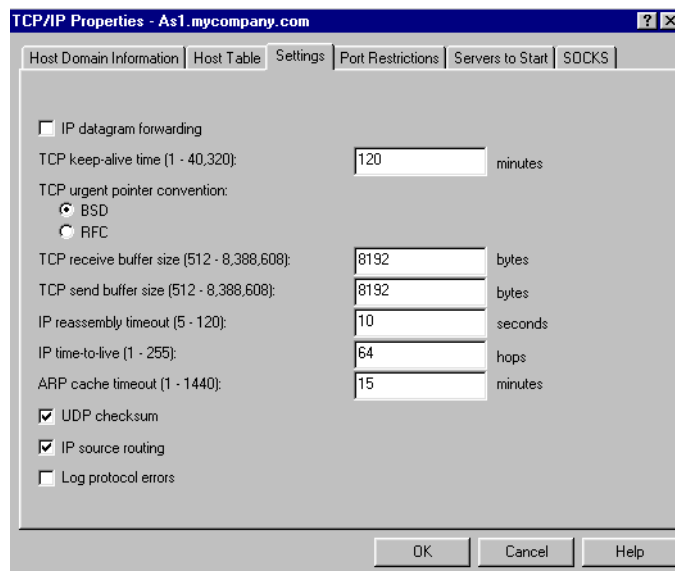 TCP/IP Properties - As1.mycompany.com
Host Domain Information Host Table Settings Port Restrictions Servers to Start SOCKS
IP datagram forwarding
TCP keep-alive time (1 - 40,320): 120 minutes
TCP urgent pointer convention:
BSD
RFC
TCP receive buffer size (512 - 8,388,608): 8192 bytes
TCP send buffer size (512 - 8,388,608): 8192 bytes
IP reassembly timeout (5 - 120): 10 seconds
IP time-to-live (1 - 255): 64 hops
ARP cache timeout (1 - 1440): 15 minutes
UDP checksum
IP source routing
Log protocol errors
OK Cancel Help